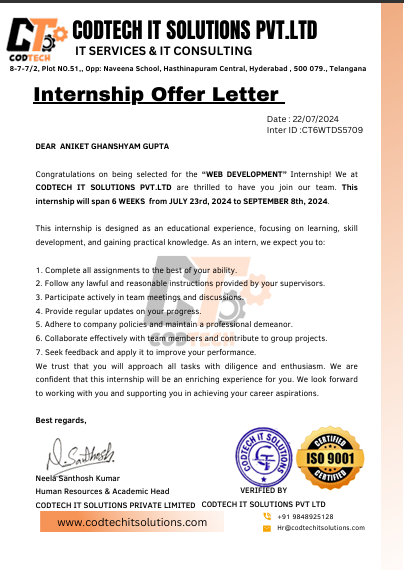 CT
CODTECH
CODTECH IT SOLUTIONS PVT.LTD
IT SERVICES & IT CONSULTING
8-7-7/2, Plot NO.51,, Opp: Naveena School, Hasthinapuram Central, Hyderabad , 500 079., Telangana
Internship Offer Letter
Date : 22/07/2024
Inter ID :CT6WTDS5709
DEAR ANIKET GHANSHYAM GUPTA
Congratulations on being selected for the “WEB DEVELOPMENT” Internship! We at
CODTECH IT SOLUTIONS PVT.LTD are thrilled to have you join our team. This
internship will span 6 WEEKS from JULY 23rd, 2024 to SEPTEMBER 8th, 2024.
This internship is designed as an educational experience, focusing on learning, skill
development, and gaining practical knowledge. As an intern, we expect you to:
1. Complete all assignments to the best of your ability.
2. Follow any lawful and reasonable instructions provided by your supervisors.
3. Participate actively in team meetings and discussions.
4. Provide regular updates on your progress.
5. Adhere to company policies and maintain a professional demeanor.
6. Collaborate effectively with team members and contribute to group projects.
7. Seek feedback and apply it to improve your performance.
We trust that you will approach all tasks with diligence and enthusiasm. We are
confident that this internship will be an enriching experience for you. We look forward
to working with you and supporting you in achieving your career aspirations.
CT
CODTECH
Best regards,
N. Santhosh
CODTECH IT SOLUTIONS
CT
CERTIFIED
ISO 9001
CERTIFIED
Neela Santhosh Kumar
VERIFIED BY
Human Resources & Academic Head
CODTECH IT SOLUTIONS PRIVATE LIMITED
CODTECH IT SOLUTIONS PVT LTD
www.codtechitsolutions.com
+91 9848925128
Hr@codtechitsolutions.com